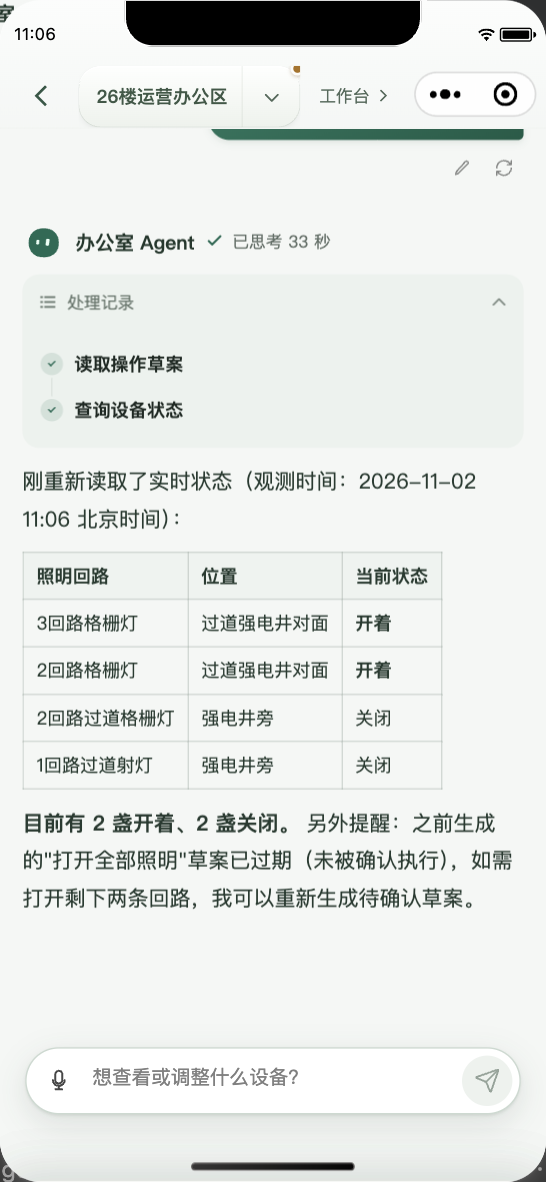 室
11:06
26楼运营办公区
工作台
办公室 Agent 已思考 33 秒
处理记录
读取操作草案
查询设备状态
刚重新读取了实时状态（观测时间：2026-11-02
11:06 北京时间）：
照明回路 位置 当前状态
3回路格栅灯 过道强电井对面 开着
2回路格栅灯 过道强电井对面 开着
2回路过道格栅灯 强电井旁 关闭
1回路过道射灯 强电井旁 关闭
目前有 2 盏开着、2 盏关闭。 另外提醒：之前生成
的"打开全部照明"草案已过期（未被确认执行），如需
打开剩下两条回路，我可以重新生成待确认草案。
想查看或调整什么设备?